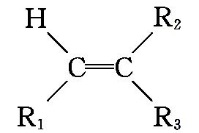 H R₂
C=C
R₁ R₃